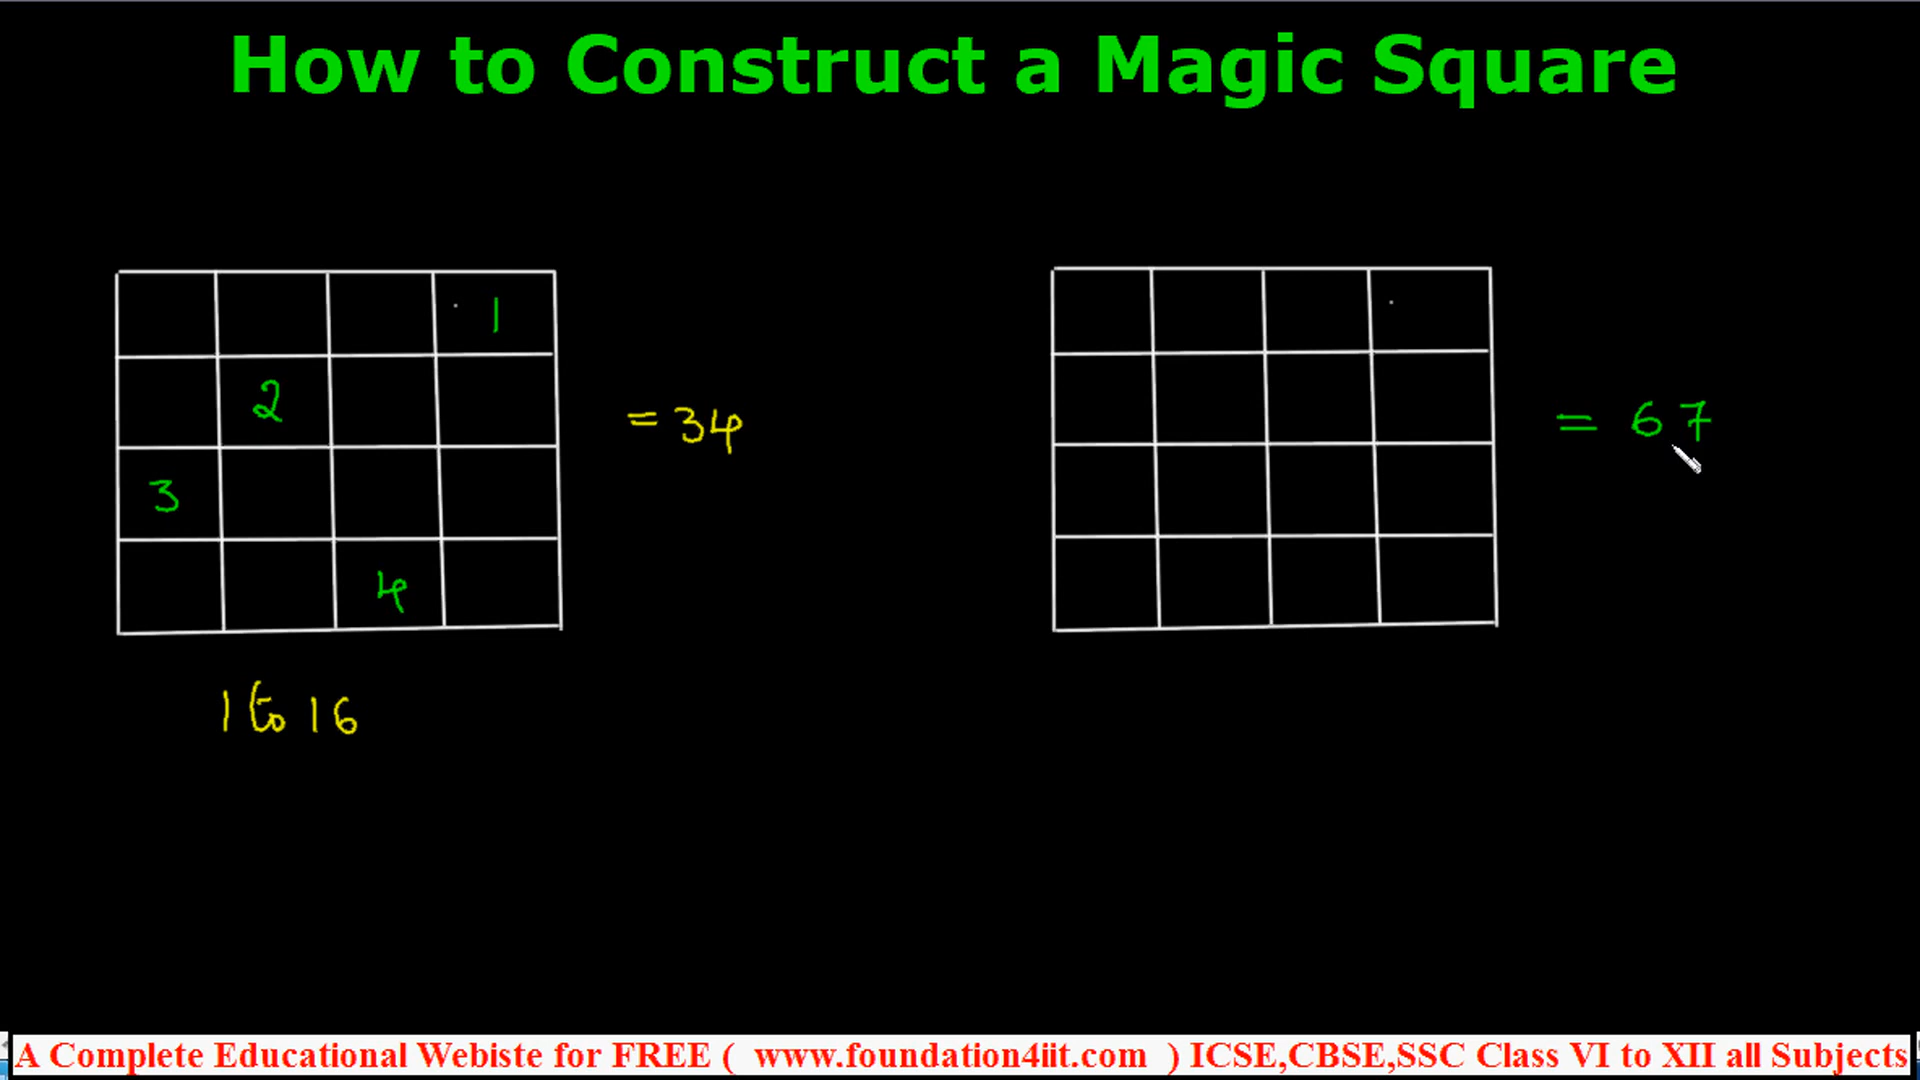 How to Construct a Magic Square
1
2
= 34
= 67
3
4
1 to 16
A Complete Educational Webiste for FREE ( www.foundation4iit.com ) ICSE,CBSE,SSC Class VI to XII all Subjects